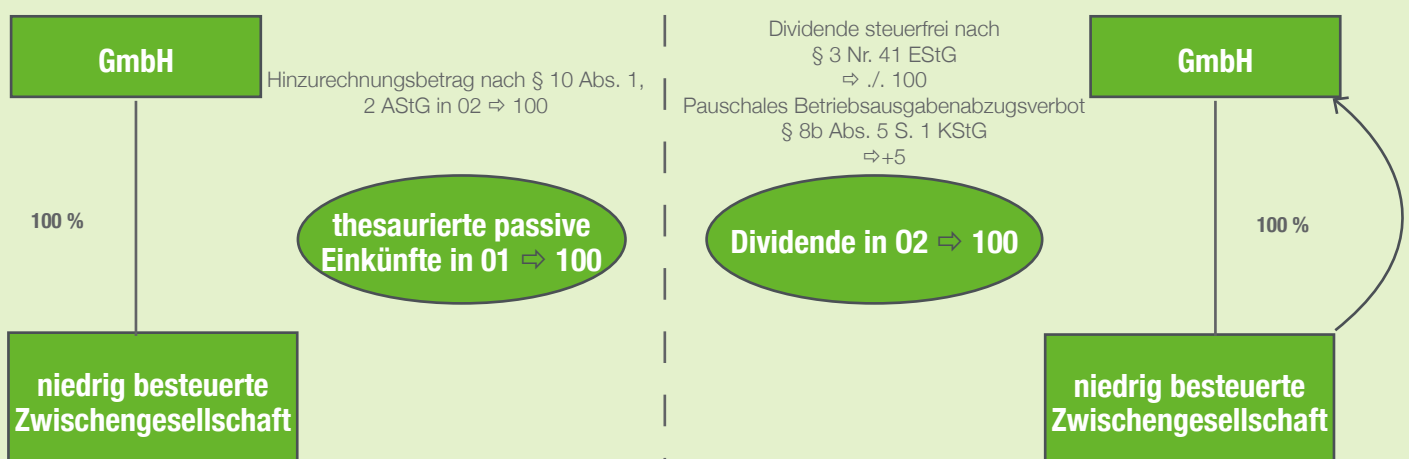 GmbH
Hinzurechnungsbetrag nach § 10 Abs. 1,
2 AStG in 02 ⇨ 100
100 %
thesaurierte passive
Einkünfte in 01 ⇨ 100
niedrig besteuerte
Zwischengesellschaft
Dividende steuerfrei nach
§ 3 Nr. 41 EStG
⇨ ./. 100
Pauschales Betriebsausgabenabzugsverbot
§ 8b Abs. 5 S. 1 KStG
⇨+5
GmbH
Dividende in 02 ⇨ 100
100 %
niedrig besteuerte
Zwischengesellschaft